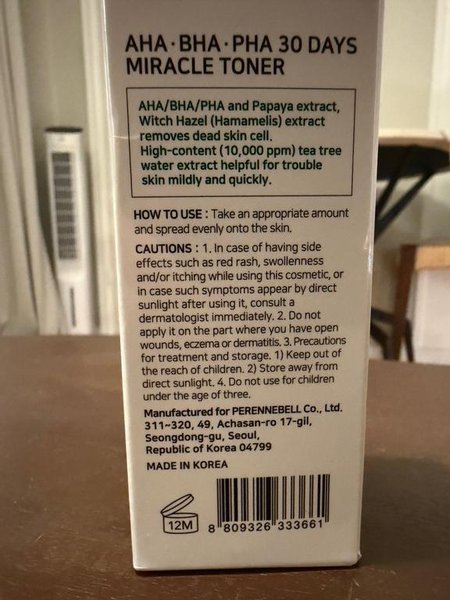 AHA·BHA·PHA 30 DAYS
MIRACLE TONER
AHA/BHA/PHA and Papaya extract,
Witch Hazel (Hamamelis) extract
removes dead skin cell.
High-content (10,000 ppm) tea tree
water extract helpful for trouble
skin mildly and quickly.
HOW TO USE : Take an appropriate amount
and spread evenly onto the skin.
CAUTIONS : 1. In case of having side
effects such as red rash, swollenness
and/or itching while using this cosmetic, or
in case such symptoms appear by direct
sunlight after using it, consult a
dermatologist immediately. 2. Do not
apply it on the part where you have open
wounds, eczema or dermatitis. 3. Precautions
for treatment and storage. 1) Keep out of
the reach of children. 2) Store away from
direct sunlight. 4. Do not use for children
under the age of three.
Manufactured for PERENNEBELL Co., Ltd.
311~320, 49, Achasan-ro 17-gil,
Seongdong-gu, Seoul,
Republic of Korea 04799
MADE IN KOREA
12M
8 809326 333661